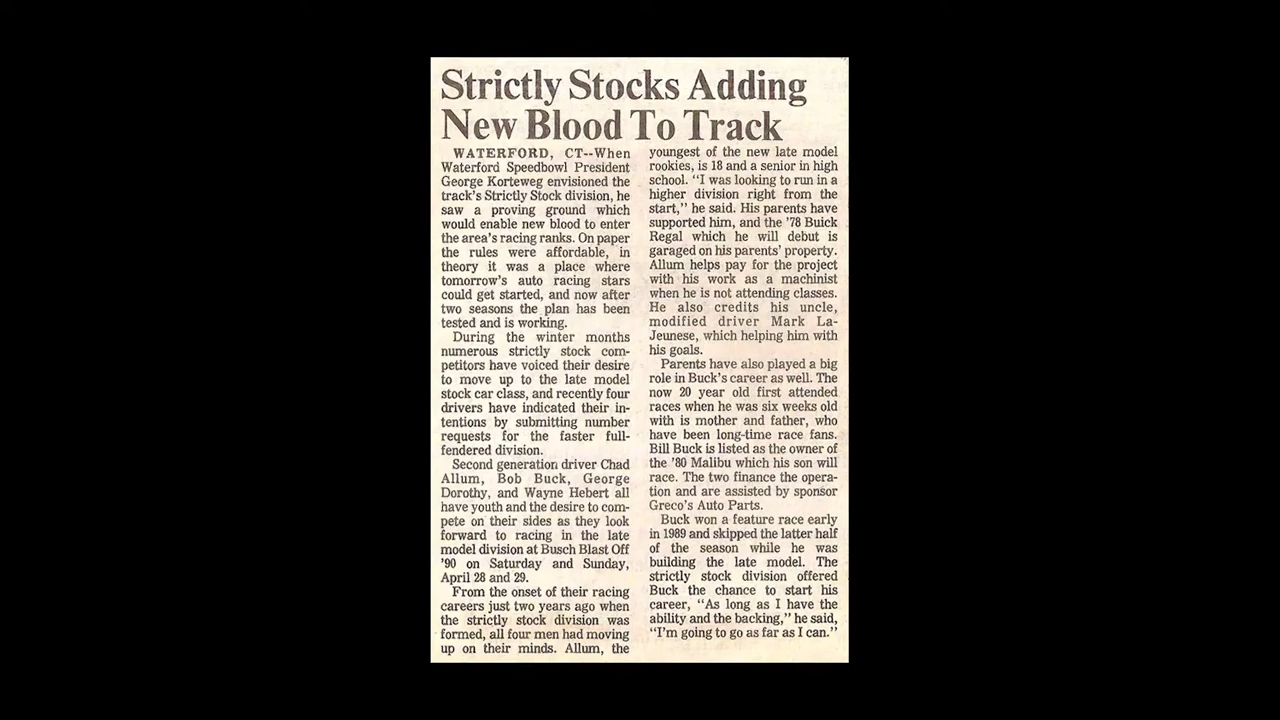 Strictly Stocks Adding
New Blood To Track
WATERFORD, CT--When
Waterford Speedbowl President
George Korteweg envisioned the
track's Strictly Stock division, he
saw a proving ground which
would enable new blood to enter
the area's racing ranks. On paper
the rules were affordable, in
theory it was a place where
tomorrow's auto racing stars
could get started, and now after
two seasons the plan has been
tested and is working.
During the winter months
numerous strictly stock com-
petitors have voiced their desire
to move up to the late model
stock car class, and recently four
drivers have indicated their in-
tentions by submitting number
requests for the faster full-
fendered division.
Second generation driver Chad
Allum, Bob Buck, George
Dorothy, and Wayne Hebert all
have youth and the desire to com-
pete on their sides as they look
forward to racing in the late
model division at Busch Blast Off
'90 on Saturday and Sunday,
April 28 and 29.
From the onset of their racing
careers just two years ago when
the strictly stock division was
formed, all four men had moving
up on their minds. Allum, the
youngest of the new late model
rookies, is 18 and a senior in high
school. "I was looking to run in a
higher division right from the
start," he said. His parents have
supported him, and the '78 Buick
Regal which he will debut is
garaged on his parents' property.
Allum helps pay for the project
with his work as a machinist
when he is not attending classes.
He also credits his uncle,
modified driver Mark La-
Jeunese, which helping him with
his goals.
Parents have also played a big
role in Buck's career as well. The
now 20 year old first attended
races when he was six weeks old
with is mother and father, who
have been long-time race fans.
Bill Buck is listed as the owner of
the '80 Malibu which his son will
race. The two finance the opera-
tion and are assisted by sponsor
Greco's Auto Parts.
Buck won a feature race early
in 1989 and skipped the latter half
of the season while he was
building the late model. The
strictly stock division offered
Buck the chance to start his
career, "As long as I have the
ability and the backing," he said,
"I'm going to go as far as I can."